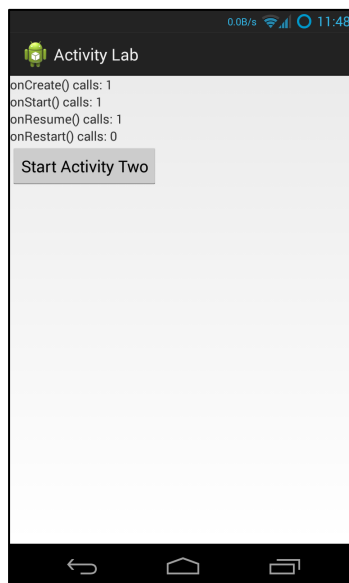 0.0B/s 11:48
Activity Lab
onCreate() calls: 1
onStart() calls: 1
onResume() calls: 1
onRestart() calls: 0
Start Activity Two